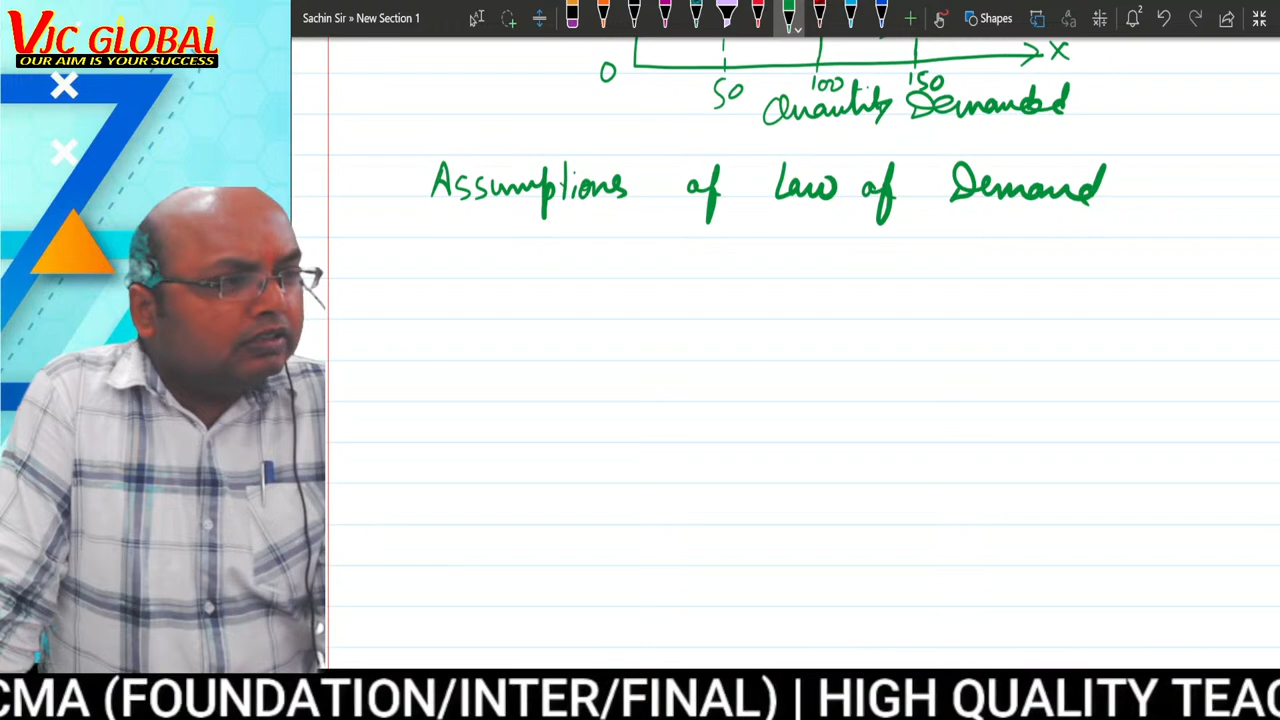 VJC GLOBAL
OUR AIM IS YOUR SUCCESS
Sachin Sir » New Section 1
Shapes
X
0
50
100
150
Quantity Demanded
Assumptions of Law of Demand
CMA (FOUNDATION/INTER/FINAL) | HIGH QUALITY TEAC